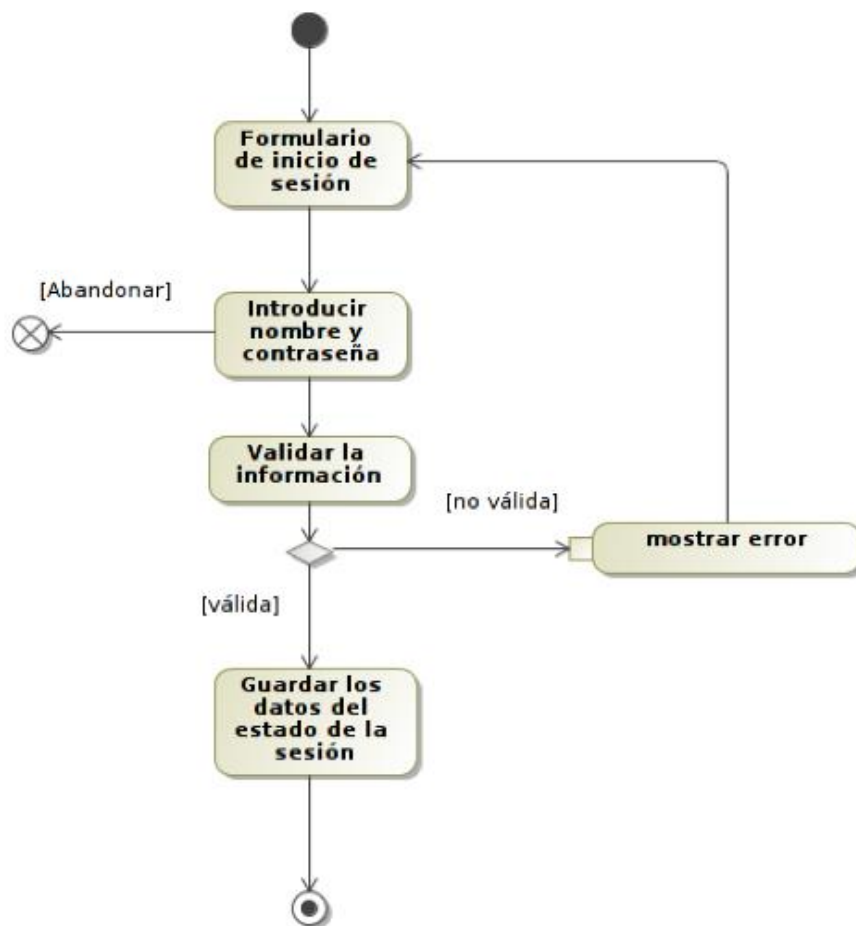 Formulario
de inicio de
sesión
[Abandonar]
Introducir
nombre y
contraseña
Validar la
información
[no válida]
mostrar error
[válida]
Guardar los
datos del
estado de la
sesión